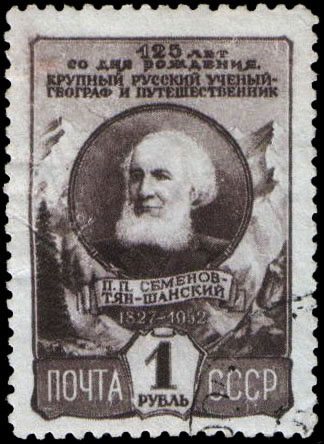 125 ЛЕТ
СО ДНЯ РОЖДЕНИЯ.
КРУПНЫЙ РУССКИЙ УЧЕНЫЙ-
ГЕОГРАФ И ПУТЕШЕСТВЕННИК
П.П. СЕМЕНОВ-
ТЯН-ШАНСКИЙ
1827-1952
1
РУБЛЬ
ПОЧТА СССР